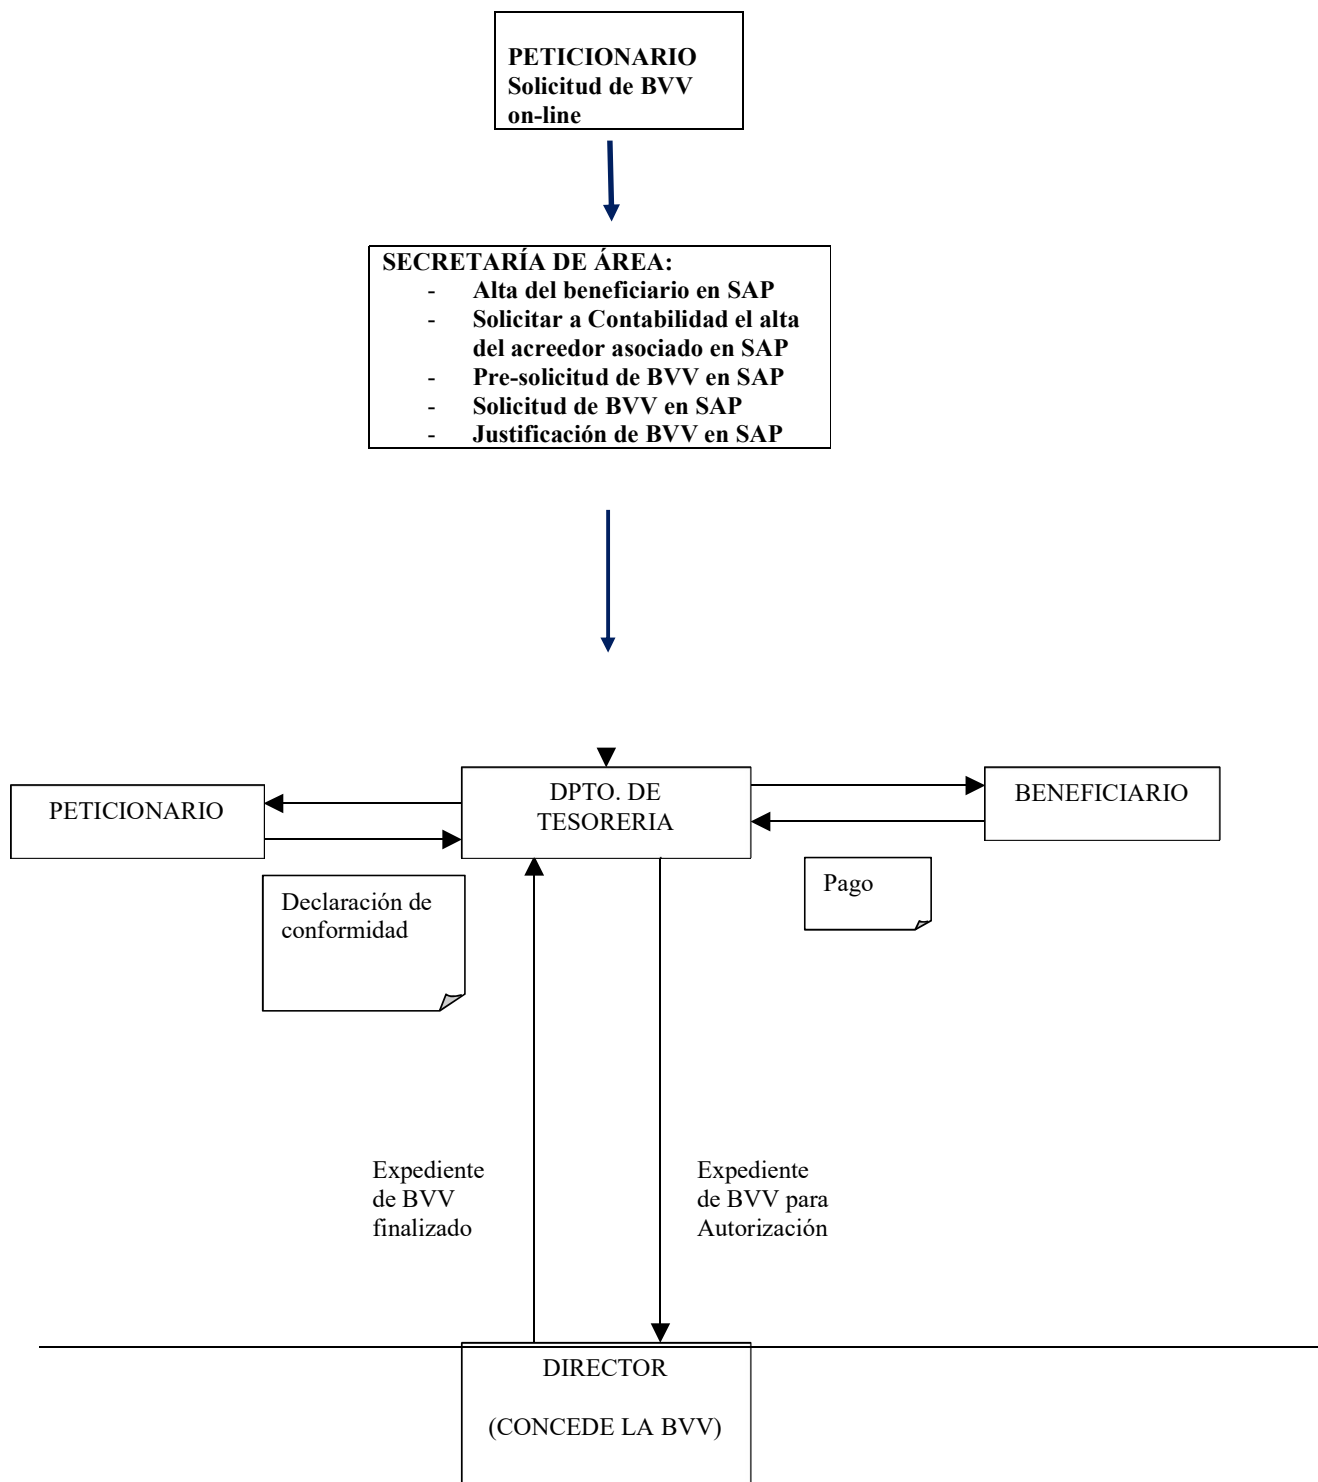 PETICIONARIO
Solicitud de BVV
on-line
SECRETARÍA DE ÁREA:
- Alta del beneficiario en SAP
- Solicitar a Contabilidad el alta
del acreedor asociado en SAP
- Pre-solicitud de BVV en SAP
- Solicitud de BVV en SAP
- Justificación de BVV en SAP
PETICIONARIO
DPTO. DE
TESORERIA
BENEFICIARIO
Declaración de
conformidad
Pago
Expediente
de BVV
finalizado
Expediente
de BVV para
Autorización
DIRECTOR
(CONCEDE LA BVV)